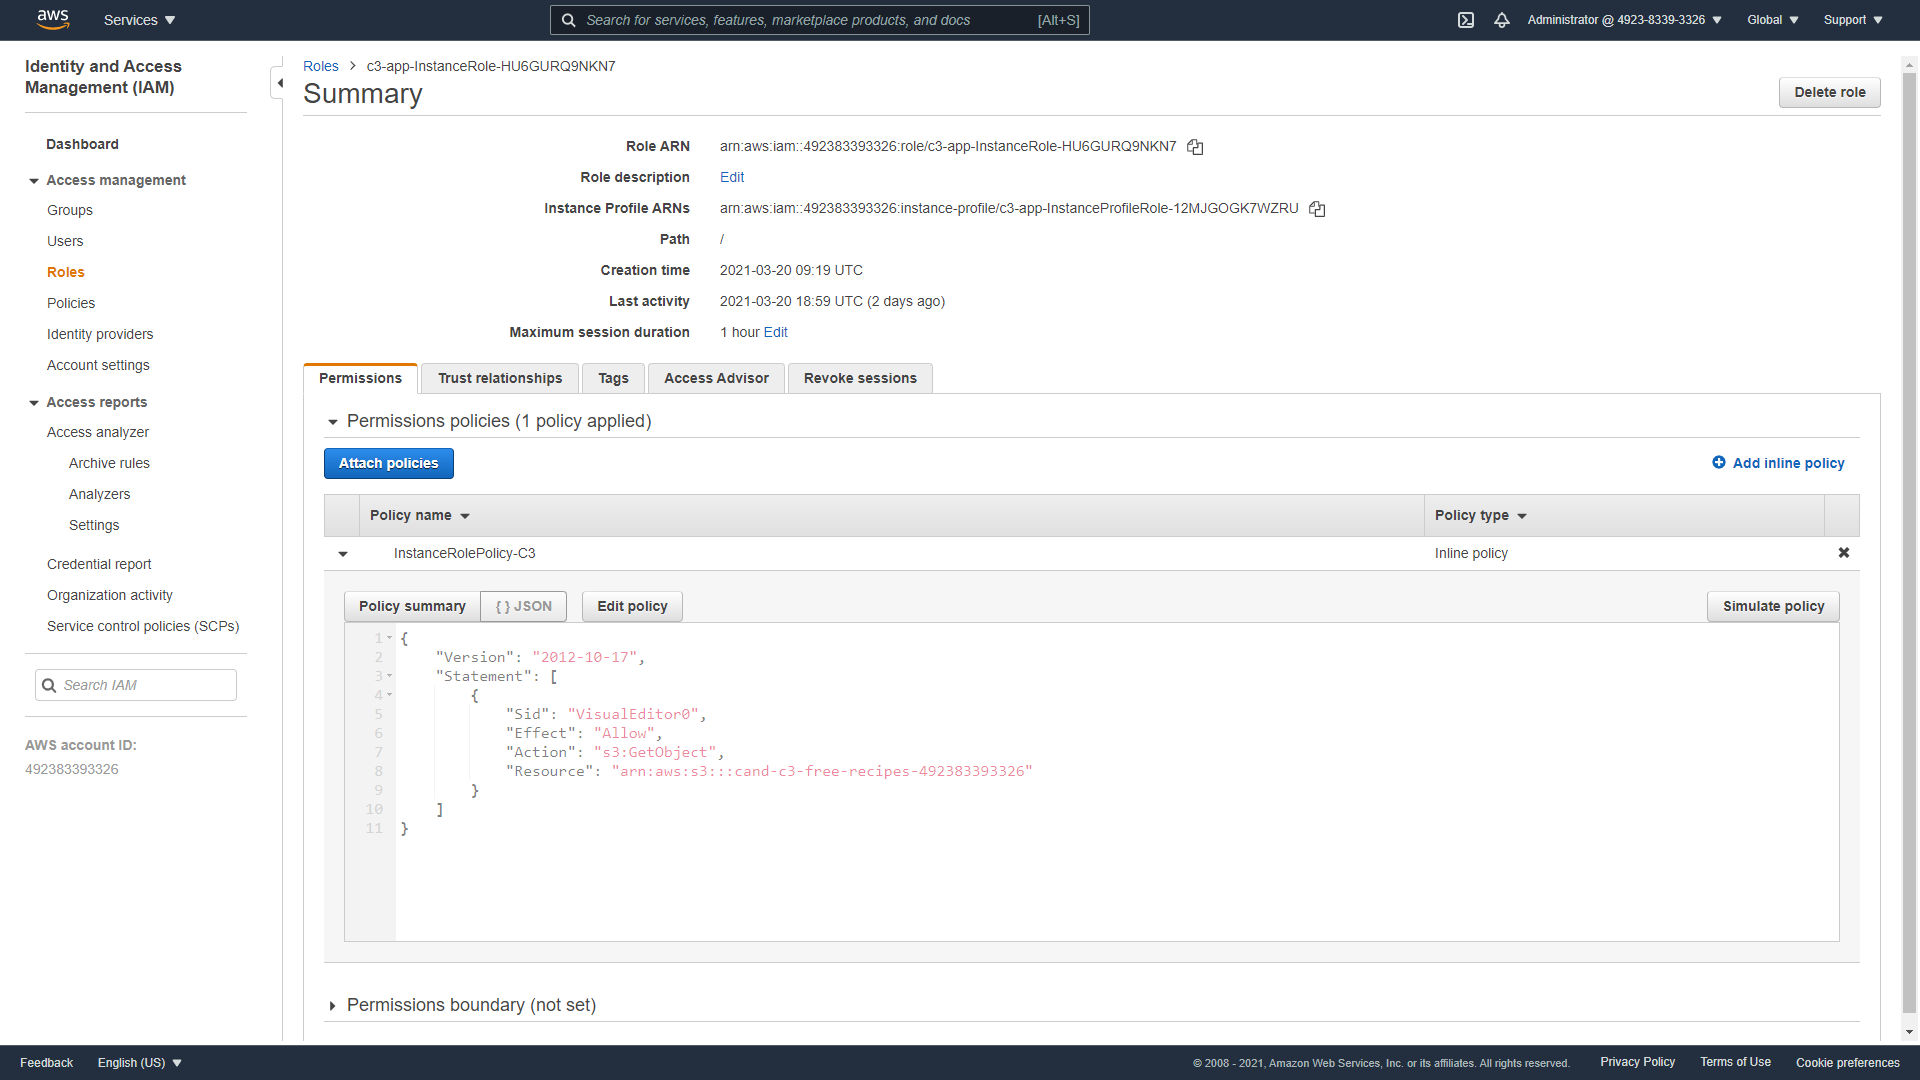 aws Services Search for services, features, marketplace products, and docs [Alt+S] Administrator @ 4923-8339-3326 Global Support
Identity and Access
Management (IAM)
Dashboard
Access management
Groups
Users
Roles
Policies
Identity providers
Account settings
Access reports
Access analyzer
Archive rules
Analyzers
Settings
Credential report
Organization activity
Service control policies (SCPs)
Search IAM
AWS account ID:
492383393326
Roles > c3-app-InstanceRole-HU6GURQ9NKN7
Summary
Delete role
Role ARN arn:aws:iam::492383393326:role/c3-app-InstanceRole-HU6GURQ9NKN7
Role description Edit
Instance Profile ARNs arn:aws:iam::492383393326:instance-profile/c3-app-InstanceProfileRole-12MJGOGK7WZRU
Path /
Creation time 2021-03-20 09:19 UTC
Last activity 2021-03-20 18:59 UTC (2 days ago)
Maximum session duration 1 hour Edit
Permissions Trust relationships Tags Access Advisor Revoke sessions
Permissions policies (1 policy applied)
Attach policies Add inline policy
Policy name Policy type
InstanceRolePolicy-C3 Inline policy
Policy summary { } JSON Edit policy Simulate policy
1 {
2 "Version": "2012-10-17",
3 "Statement": [
4 {
5 "Sid": "VisualEditor0",
6 "Effect": "Allow",
7 "Action": "s3:GetObject",
8 "Resource": "arn:aws:s3:::cand-c3-free-recipes-492383393326"
9 }
10 ]
11 }
Permissions boundary (not set)
Feedback English (US) © 2008 - 2021, Amazon Web Services, Inc. or its affiliates. All rights reserved. Privacy Policy Terms of Use Cookie preferences